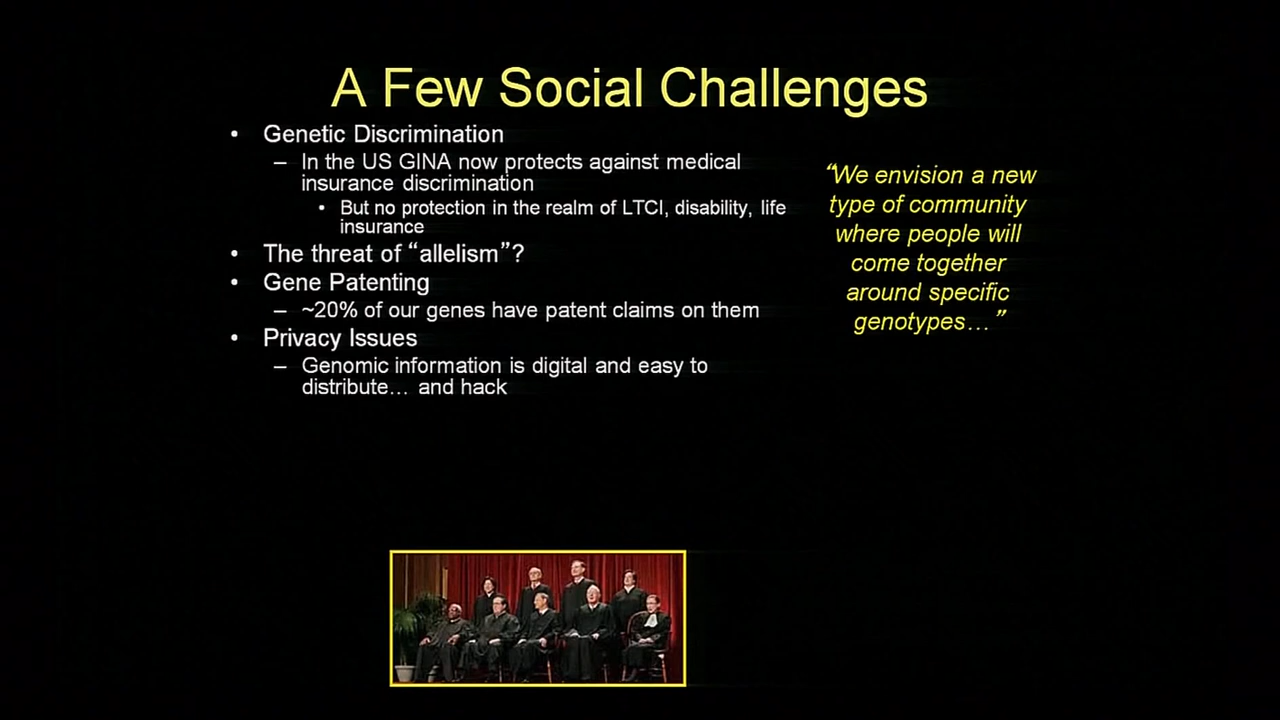 A Few Social Challenges
• Genetic Discrimination
– In the US GINA now protects against medical
insurance discrimination
• But no protection in the realm of LTCI, disability, life
insurance
• The threat of “allelism”?
• Gene Patenting
– ~20% of our genes have patent claims on them
• Privacy Issues
– Genomic information is digital and easy to
distribute… and hack
“We envision a new
type of community
where people will
come together
around specific
genotypes…”